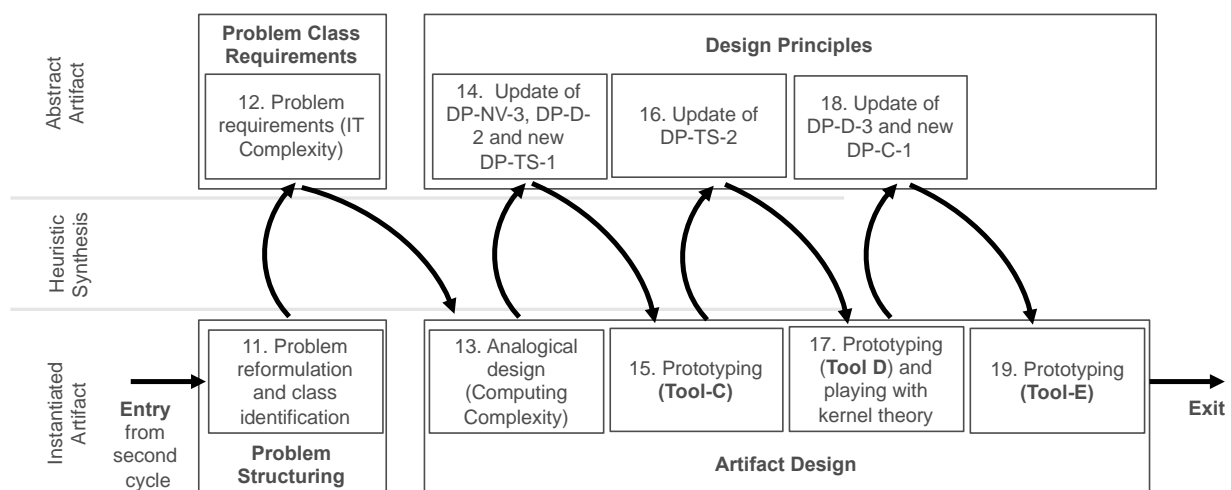 Abstract
Artifact
Problem Class
Requirements
12. Problem
requirements (IT
Complexity)
Design Principles
14. Update of
DP-NV-3, DP-D-
2 and new
DP-TS-1
16. Update of
DP-TS-2
18. Update of
DP-D-3 and new
DP-C-1
Heuristic
Synthesis
Instantiated
Artifact
Entry
from
second
cycle
11. Problem
reformulation
and class
identification
Problem
Structuring
13. Analogical
design
(Computing
Complexity)
15. Prototyping
(Tool-C)
17. Prototyping
(Tool D) and
playing with
kernel theory
19. Prototyping
(Tool-E)
Artifact Design
Exit